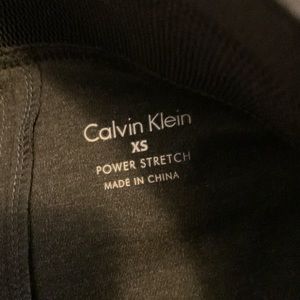 Calvin Klein
XS
POWER STRETCH
MADE IN CHINA